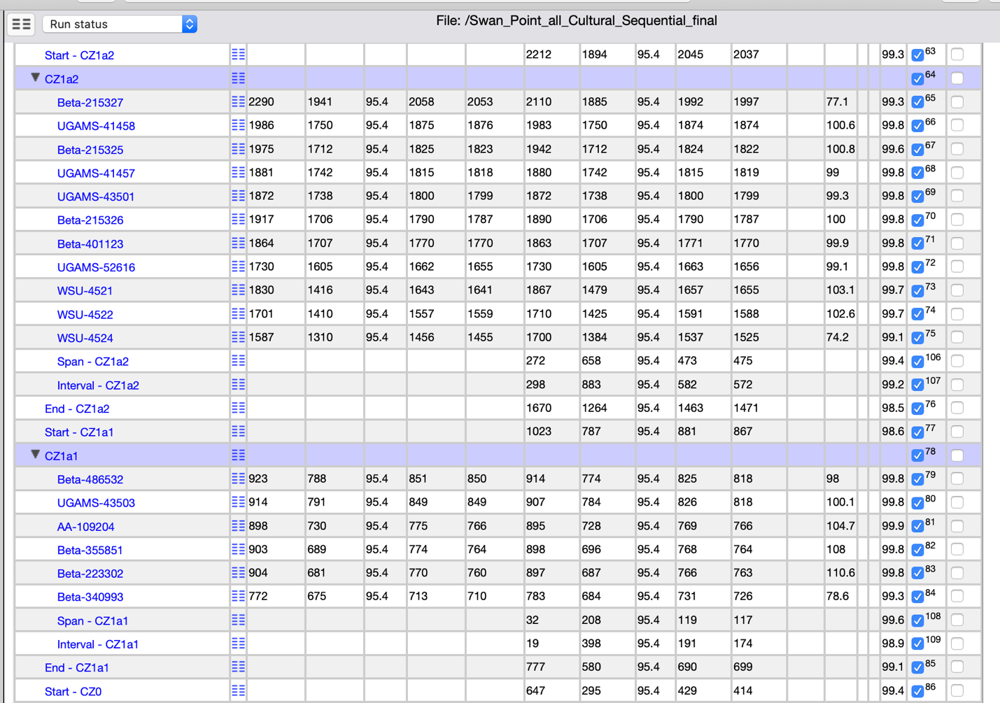 Run status File: /Swan_Point_all_Cultural_Sequential_final
Start - CZ1a2 2212 1894 95.4 2045 2037 99.3 63
CZ1a2 64
Beta-215327 2290 1941 95.4 2058 2053 2110 1885 95.4 1992 1997 77.1 99.3 65
UGAMS-41458 1986 1750 95.4 1875 1876 1983 1750 95.4 1874 1874 100.6 99.8 66
Beta-215325 1975 1712 95.4 1825 1823 1942 1712 95.4 1824 1822 100.8 99.6 67
UGAMS-41457 1881 1742 95.4 1815 1818 1880 1742 95.4 1815 1819 99 99.8 68
UGAMS-43501 1872 1738 95.4 1800 1799 1872 1738 95.4 1800 1799 99.3 99.8 69
Beta-215326 1917 1706 95.4 1790 1787 1890 1706 95.4 1790 1787 100 99.8 70
Beta-401123 1864 1707 95.4 1770 1770 1863 1707 95.4 1771 1770 99.9 99.8 71
UGAMS-52616 1730 1605 95.4 1662 1655 1730 1605 95.4 1663 1656 99.1 99.8 72
WSU-4521 1830 1416 95.4 1643 1641 1867 1479 95.4 1657 1655 103.1 99.7 73
WSU-4522 1701 1410 95.4 1557 1559 1710 1425 95.4 1591 1588 102.6 99.7 74
WSU-4524 1587 1310 95.4 1456 1455 1700 1384 95.4 1537 1525 74.2 99.1 75
Span - CZ1a2 272 658 95.4 473 475 99.4 106
Interval - CZ1a2 298 883 95.4 582 572 99.2 107
End - CZ1a2 1670 1264 95.4 1463 1471 98.5 76
Start - CZ1a1 1023 787 95.4 881 867 98.6 77
CZ1a1 78
Beta-486532 923 788 95.4 851 850 914 774 95.4 825 818 98 99.8 79
UGAMS-43503 914 791 95.4 849 849 907 784 95.4 826 818 100.1 99.8 80
AA-109204 898 730 95.4 775 766 895 728 95.4 769 766 104.7 99.9 81
Beta-355851 903 689 95.4 774 764 898 696 95.4 768 764 108 99.8 82
Beta-223302 904 681 95.4 770 760 897 687 95.4 766 763 110.6 99.8 83
Beta-340993 772 675 95.4 713 710 783 684 95.4 731 726 78.6 99.3 84
Span - CZ1a1 32 208 95.4 119 117 99.6 108
Interval - CZ1a1 19 398 95.4 191 174 98.9 109
End - CZ1a1 777 580 95.4 690 699 99.1 85
Start - CZ0 647 295 95.4 429 414 99.4 86